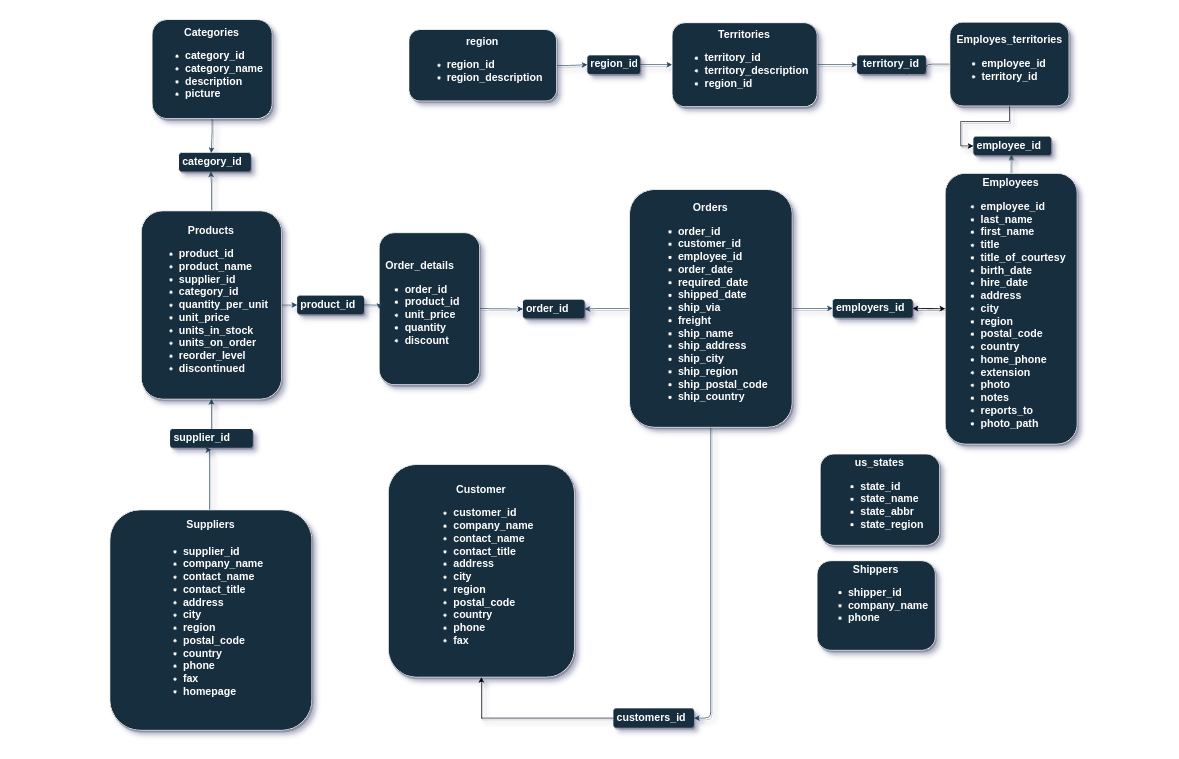 Categories
category_id
category_name
description
picture
category_id
region
region_id
region_description
region_id
Territories
territory_id
territory_description
region_id
territory_id
Employes_territories
employee_id
territory_id
employee_id
Employees
employee_id
last_name
first_name
title
title_of_courtesy
birth_date
hire_date
address
city
region
postal_code
country
home_phone
extension
photo
notes
reports_to
photo_path
Products
product_id
product_name
supplier_id
category_id
quantity_per_unit
unit_price
units_in_stock
units_on_order
reorder_level
discontinued
product_id
Order_details
order_id
product_id
unit_price
quantity
discount
order_id
Orders
order_id
customer_id
employee_id
order_date
required_date
shipped_date
ship_via
freight
ship_name
ship_address
ship_city
ship_region
ship_postal_code
ship_country
employers_id
supplier_id
Suppliers
supplier_id
company_name
contact_name
contact_title
address
city
region
postal_code
country
phone
fax
homepage
Customer
customer_id
company_name
contact_name
contact_title
address
city
region
postal_code
country
phone
fax
customers_id
us_states
state_id
state_name
state_abbr
state_region
Shippers
shipper_id
company_name
phone